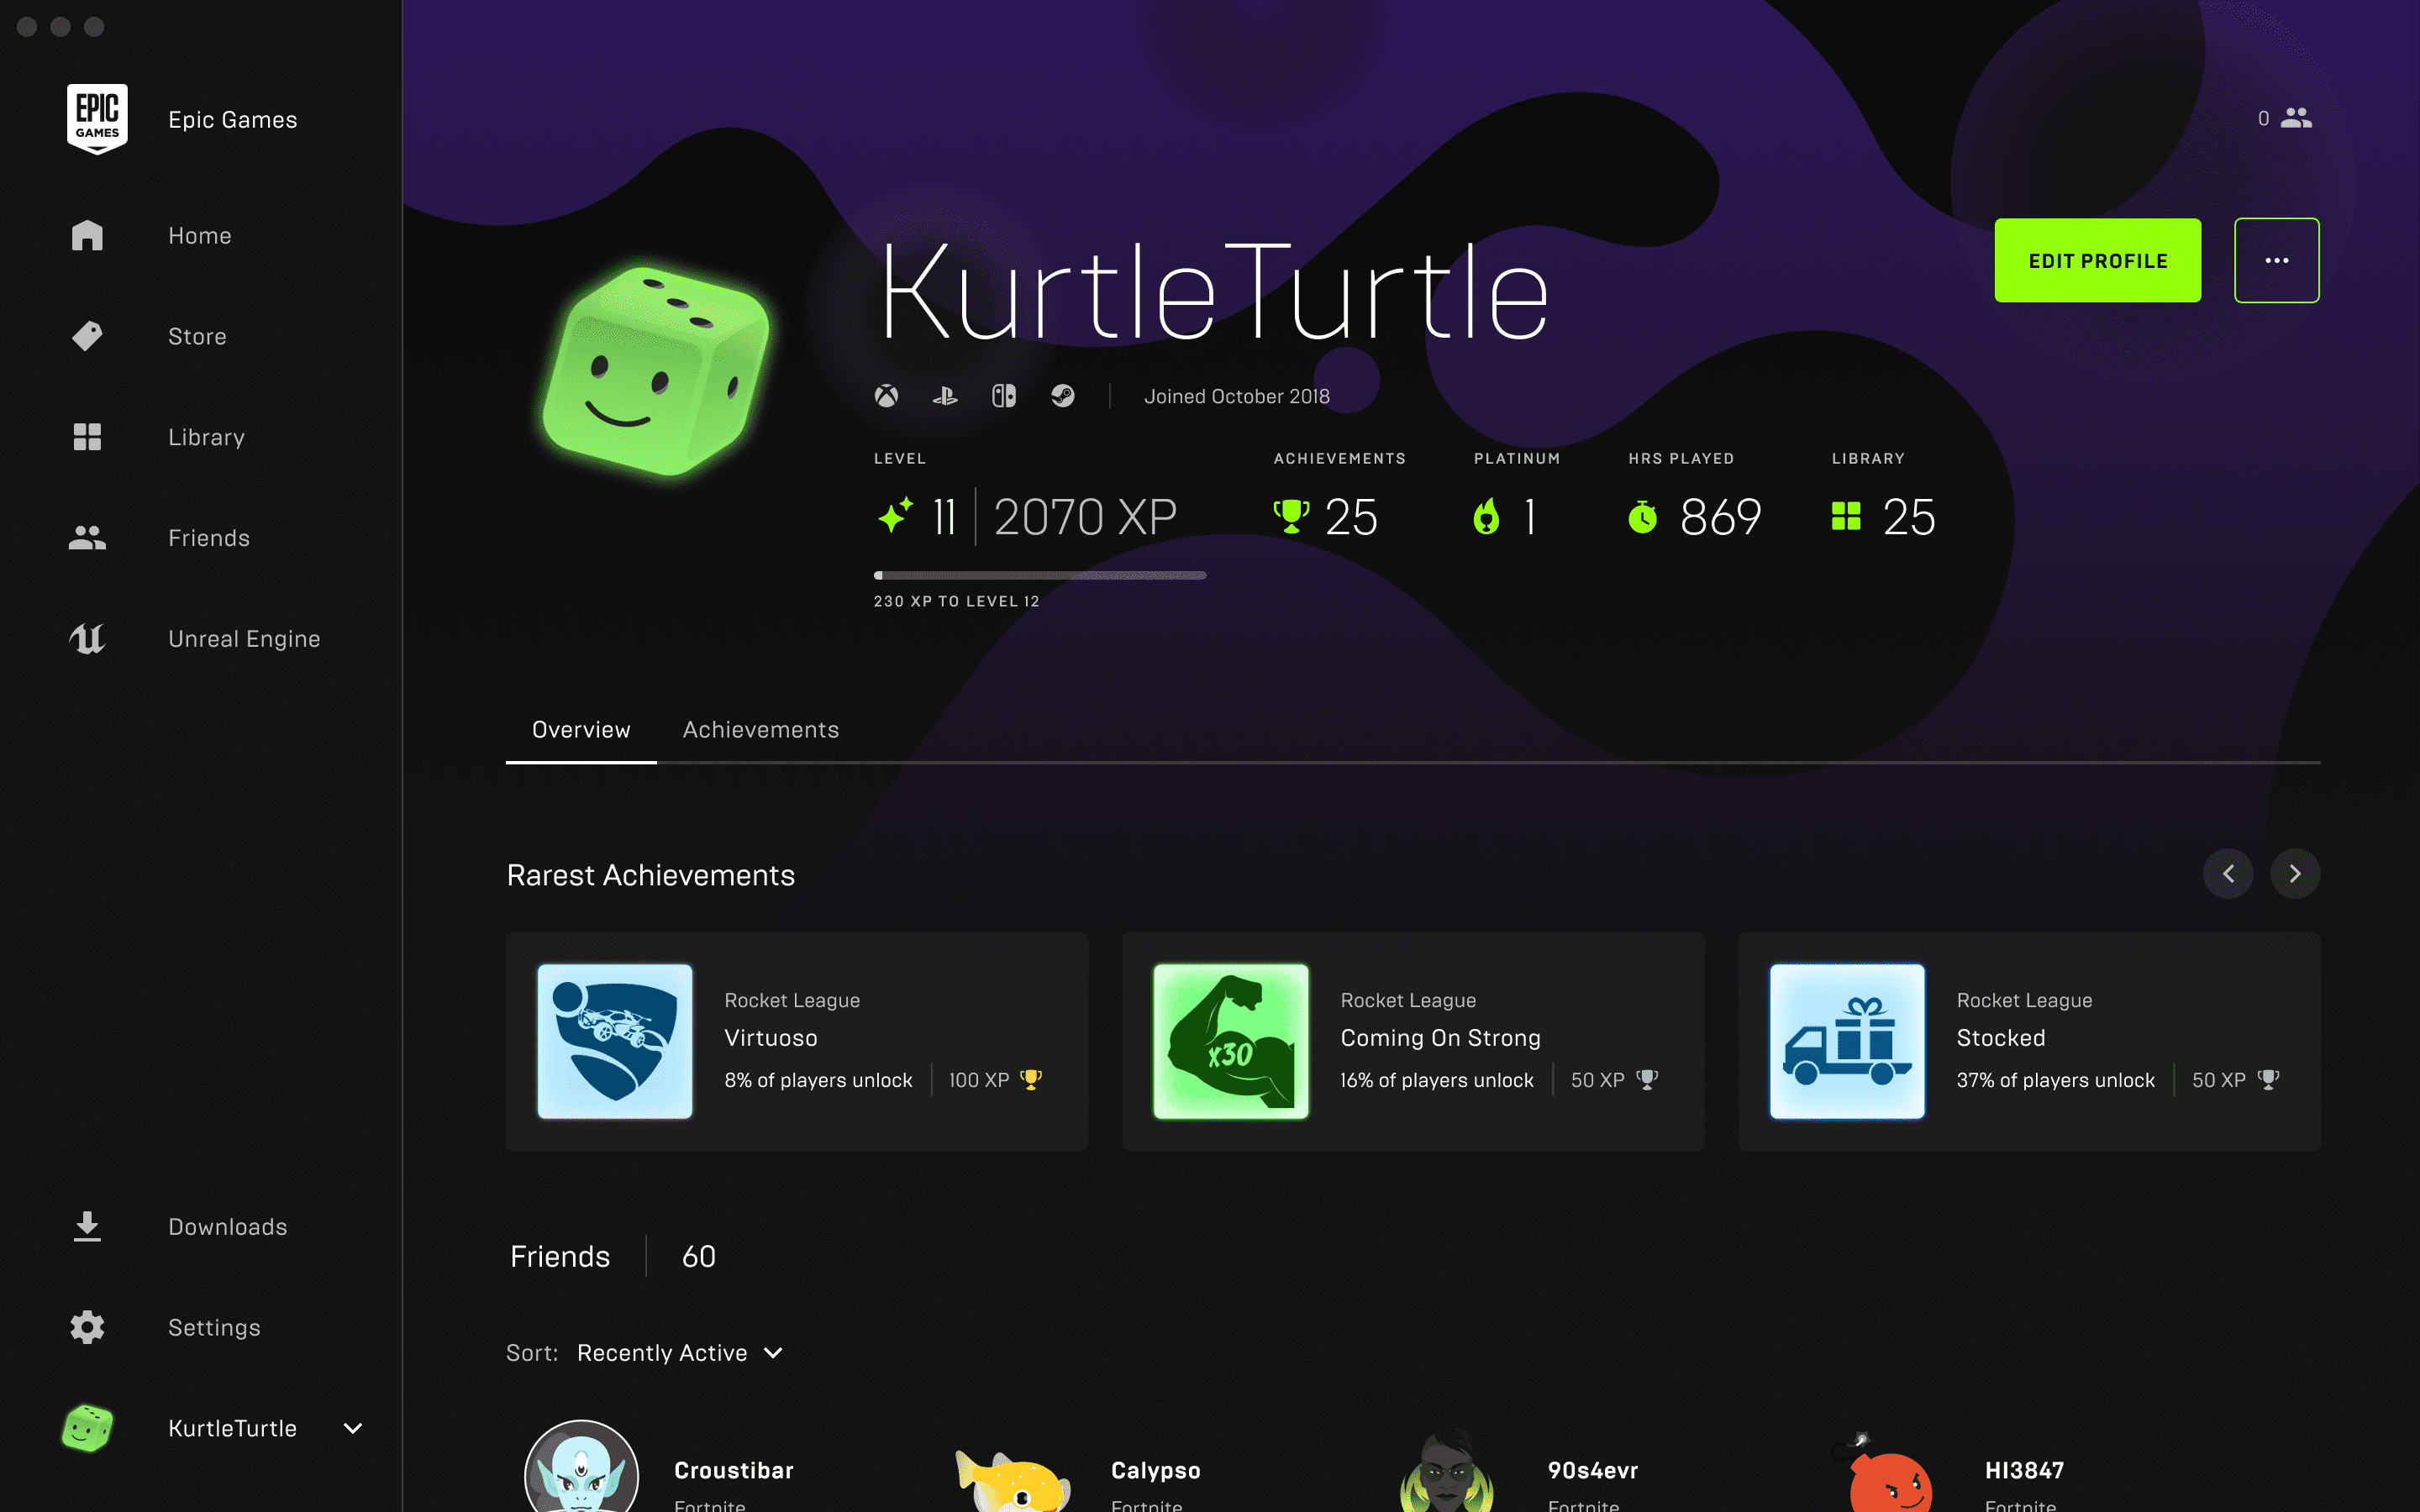 EPIC
GAMES
Epic Games
Home
Store
Library
Friends
Unreal Engine
Downloads
Settings
KurtleTurtle
0
KurtleTurtle
EDIT PROFILE
Joined October 2018
LEVEL
11 2070 XP
230 XP TO LEVEL 12
ACHIEVEMENTS
25
PLATINUM
1
HRS PLAYED
869
LIBRARY
25
Overview Achievements
Rarest Achievements
Rocket League
Virtuoso
8% of players unlock 100 XP
x30
Rocket League
Coming On Strong
16% of players unlock 50 XP
Rocket League
Stocked
37% of players unlock 50 XP
Friends 60
Sort: Recently Active
Croustibar
Fortnite
Calypso
Fortnite
90s4evr
Fortnite
HI3847
Fortnite